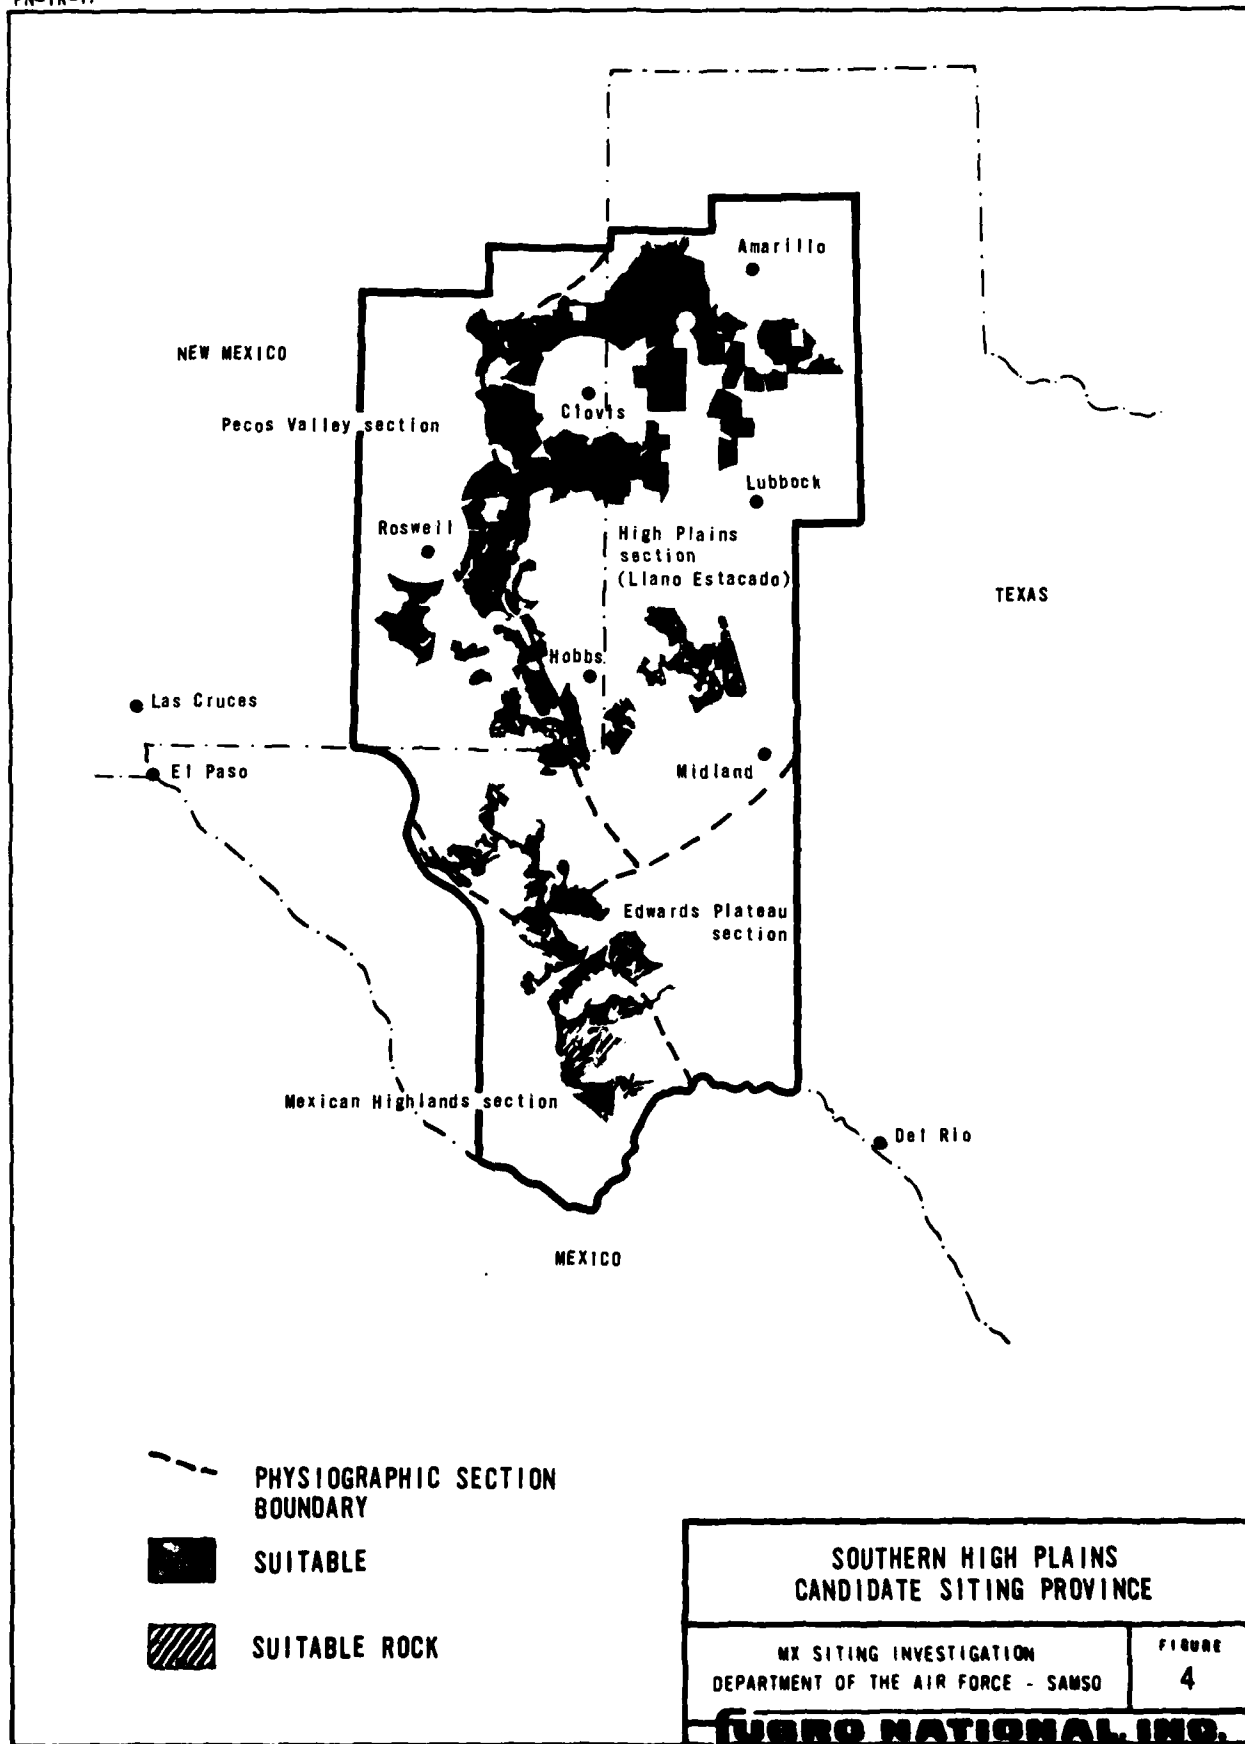 Amarillo
NEW MEXICO
Clovis
Pecos Valley section
Lubbock
Roswell
High Plains
section
(Llano Estacado)
TEXAS
Hobbs
Las Cruces
El Paso
Midland
Edwards Plateau
section
Mexican Highlands section
Del Rio
MEXICO
PHYSIOGRAPHIC SECTION
BOUNDARY
SUITABLE
SUITABLE ROCK
SOUTHERN HIGH PLAINS
CANDIDATE SITING PROVINCE
MX SITING INVESTIGATION
DEPARTMENT OF THE AIR FORCE - SAMSO
FIGURE
4
FUGRO NATIONAL, INC.